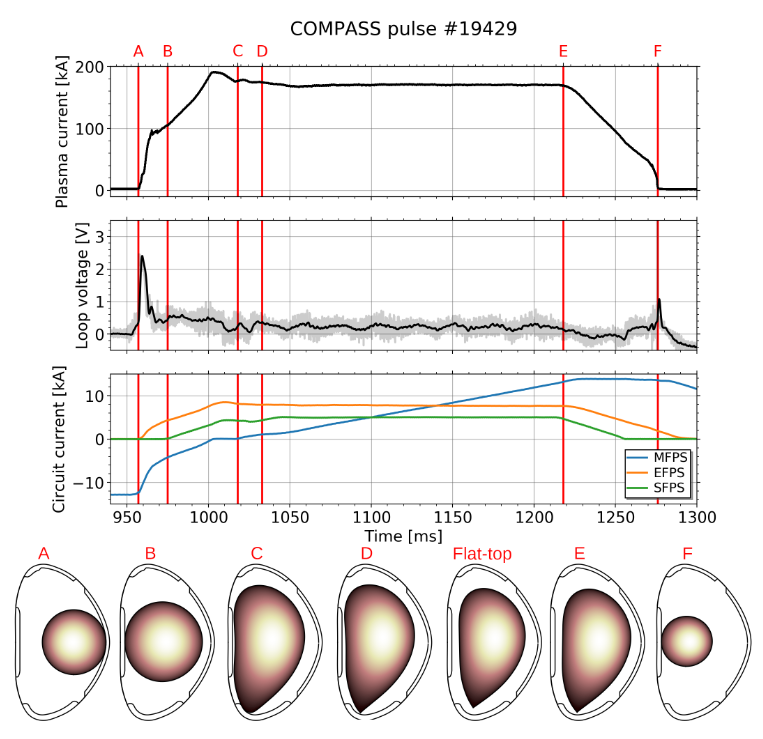 COMPASS pulse #19429
A B C D E F
Plasma current [kA]
200
100
0
Loop voltage [V]
3
2
1
0
Circuit current [kA]
10
0
−10
MFPS
EFPS
SFPS
950 1000 1050 1100 1150 1200 1250 1300
Time [ms]
A B C D Flat-top E F